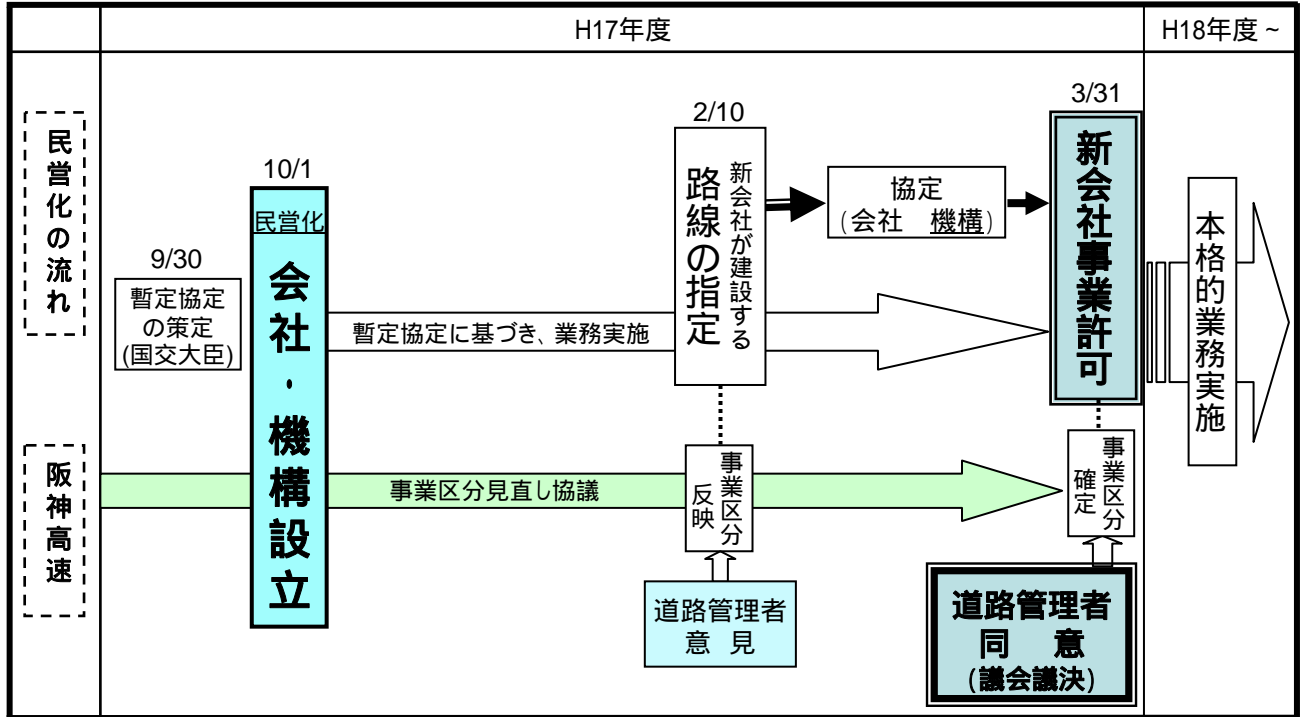 H17年度
H18年度 ~
民営化の流れ
9/30
暫定協定
の策定
(国交大臣)
10/1
民営化
会社・機構設立
暫定協定に基づき、業務実施
2/10
新会社が建設する
路線の指定
協定
(会社 機構)
3/31
新会社事業許可
本格的業務実施
阪神高速
事業区分見直し協議
事業区分
反映
道路管理者
意 見
事業区分
確定
道路管理者
同 意
(議会議決)